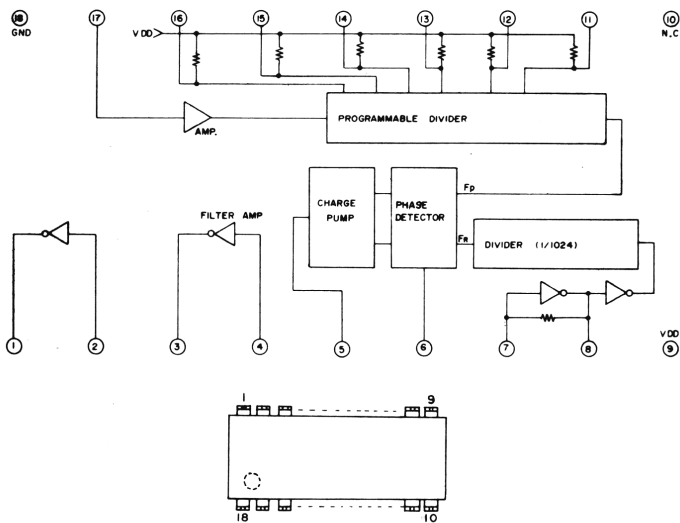 18 17 16 15 14 13 12 11 10
GND
VDD
N.C
AMP.
PROGRAMMABLE DIVIDER
FILTER AMP
CHARGE PUMP
PHASE DETECTOR
FD
FR
DIVIDER (1/1024)
VDD
1 2 3 4 5 6 7 8 9
1 9
18 10